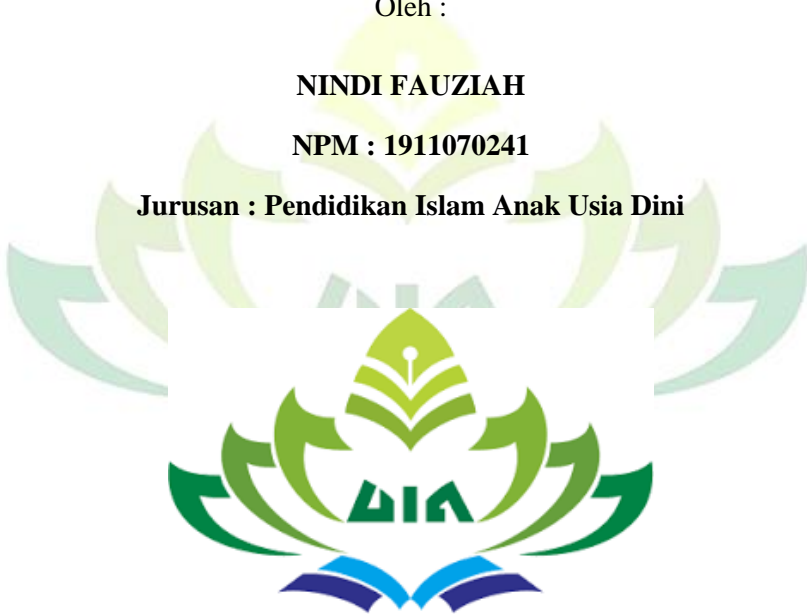 Oleh :
NINDI FAUZIAH
NPM : 1911070241
Jurusan : Pendidikan Islam Anak Usia Dini
UIN